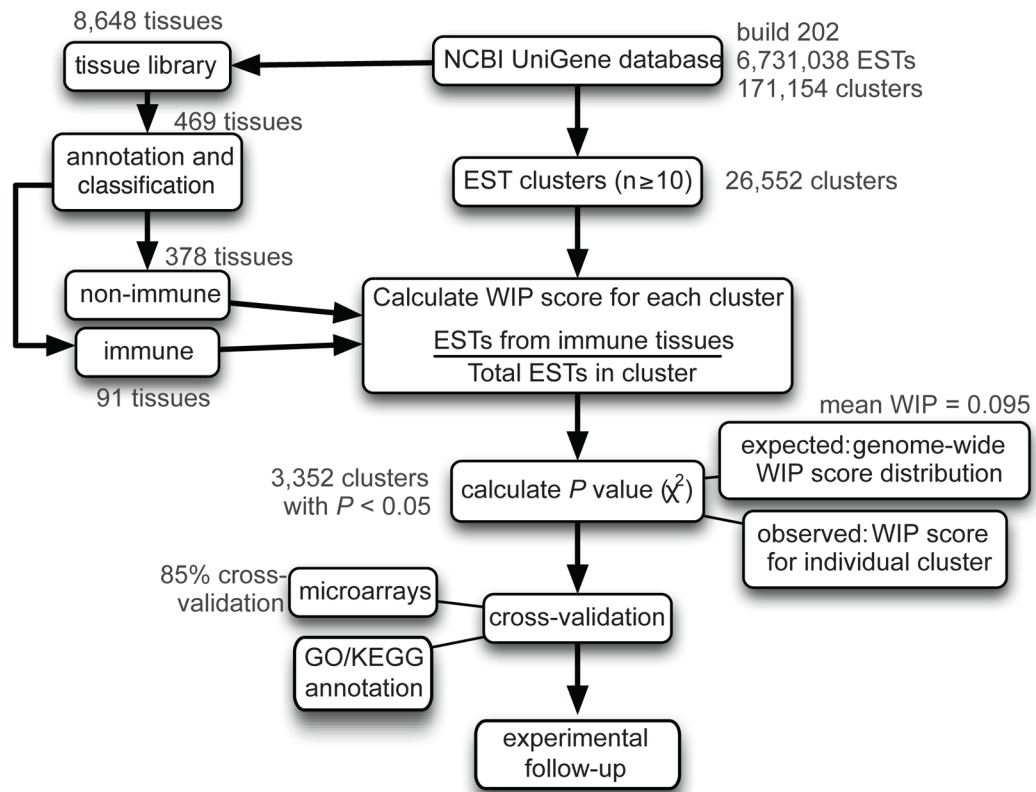 8,648 tissues
tissue library
NCBI UniGene database
build 202
6,731,038 ESTs
171,154 clusters
469 tissues
annotation and
classification
EST clusters (n≥10)
26,552 clusters
378 tissues
non-immune
immune
91 tissues
Calculate WIP score for each cluster
ESTs from immune tissues
Total ESTs in cluster
mean WIP = 0.095
expected: genome-wide
WIP score distribution
3,352 clusters
with P < 0.05
calculate P value (χ²)
observed: WIP score
for individual cluster
85% cross-
validation
microarrays
cross-validation
GO/KEGG
annotation
experimental
follow-up